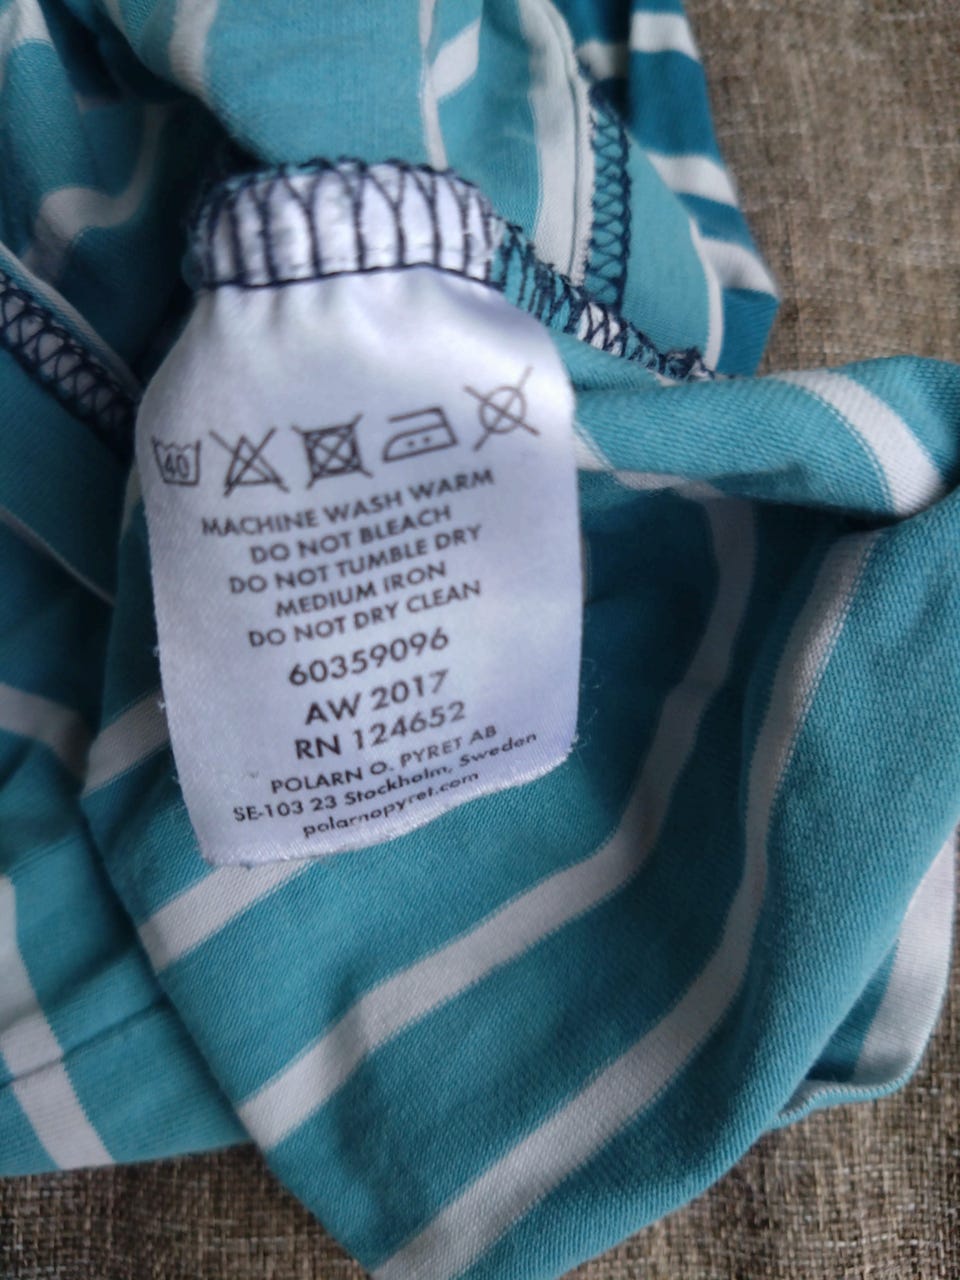 40
MACHINE WASH WARM
DO NOT BLEACH
DO NOT TUMBLE DRY
MEDIUM IRON
DO NOT DRY CLEAN
60359096
AW 2017
RN 124652
POLARN O. PYRET AB
SE-103 23 Stockholm, Sweden
polarnopyret.com